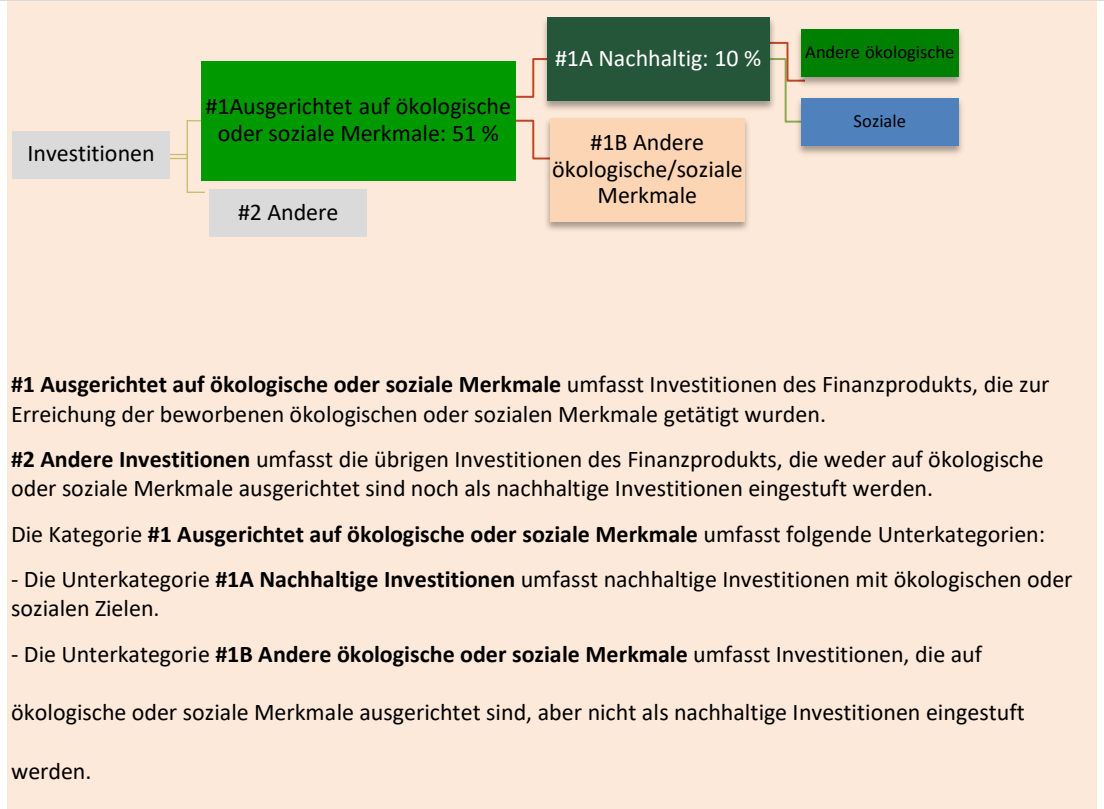 Investitionen
#1Ausgerichtet auf ökologische
oder soziale Merkmale: 51 %
#2 Andere
#1A Nachhaltig: 10 %
#1B Andere
ökologische/soziale
Merkmale
Andere ökologische
Soziale
#1 Ausgerichtet auf ökologische oder soziale Merkmale umfasst Investitionen des Finanzprodukts, die zur
Erreichung der beworbenen ökologischen oder sozialen Merkmale getätigt wurden.
#2 Andere Investitionen umfasst die übrigen Investitionen des Finanzprodukts, die weder auf ökologische
oder soziale Merkmale ausgerichtet sind noch als nachhaltige Investitionen eingestuft werden.
Die Kategorie #1 Ausgerichtet auf ökologische oder soziale Merkmale umfasst folgende Unterkategorien:
- Die Unterkategorie #1A Nachhaltige Investitionen umfasst nachhaltige Investitionen mit ökologischen oder
sozialen Zielen.
- Die Unterkategorie #1B Andere ökologische oder soziale Merkmale umfasst Investitionen, die auf
ökologische oder soziale Merkmale ausgerichtet sind, aber nicht als nachhaltige Investitionen eingestuft
werden.